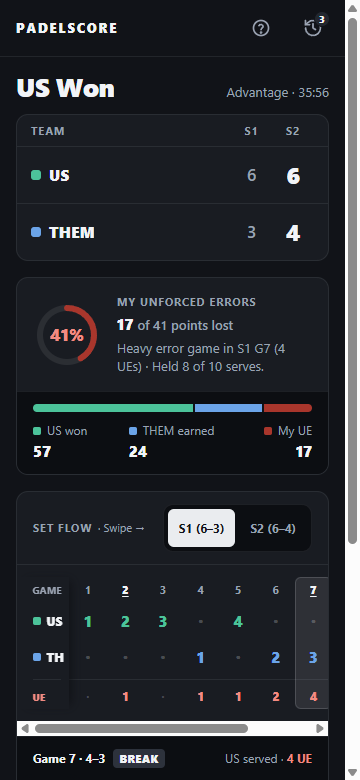 PADELSCORE
3
US Won
Advantage · 35:56
TEAM S1 S2
US 6 6
THEM 3 4
41%
MY UNFORCED ERRORS
17 of 41 points lost
Heavy error game in S1 G7 (4
UEs) · Held 8 of 10 serves.
US won THEM earned My UE
57 24 17
SET FLOW · Swipe →
S1 (6–3) S2 (6–4)
GAME 1 2 3 4 5 6 7
US 1 2 3 · 4 · ·
TH · · · 1 · 2 3
UE · 1 · 1 1 2 4
Game 7 · 4–3 BREAK
US served · 4 UE